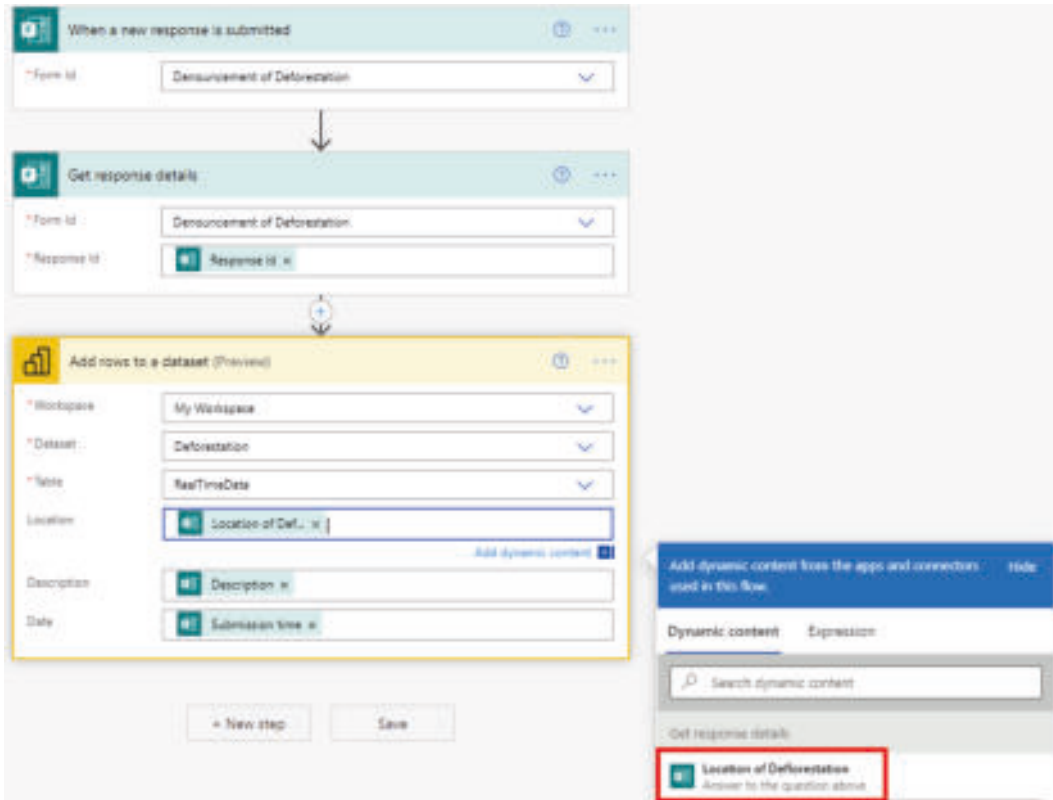 When a new response is submitted
* Form Id
Denouncement of Deforestation
Get response details
* Form Id
Denouncement of Deforestation
* Response Id
Response Id ×
Add rows to a dataset (Preview)
* Workspace
My Workspace
* Dataset
Deforestation
* Table
RealTimeData
Location
Location of Def... ×
Add dynamic content
Description
Description ×
Date
Submission time ×
+ New step
Save
Add dynamic content from the apps and connectors
used in this flow.
Hide
Dynamic content
Expression
Search dynamic content
Get response details
Location of Deflorestation
Answer to the question above